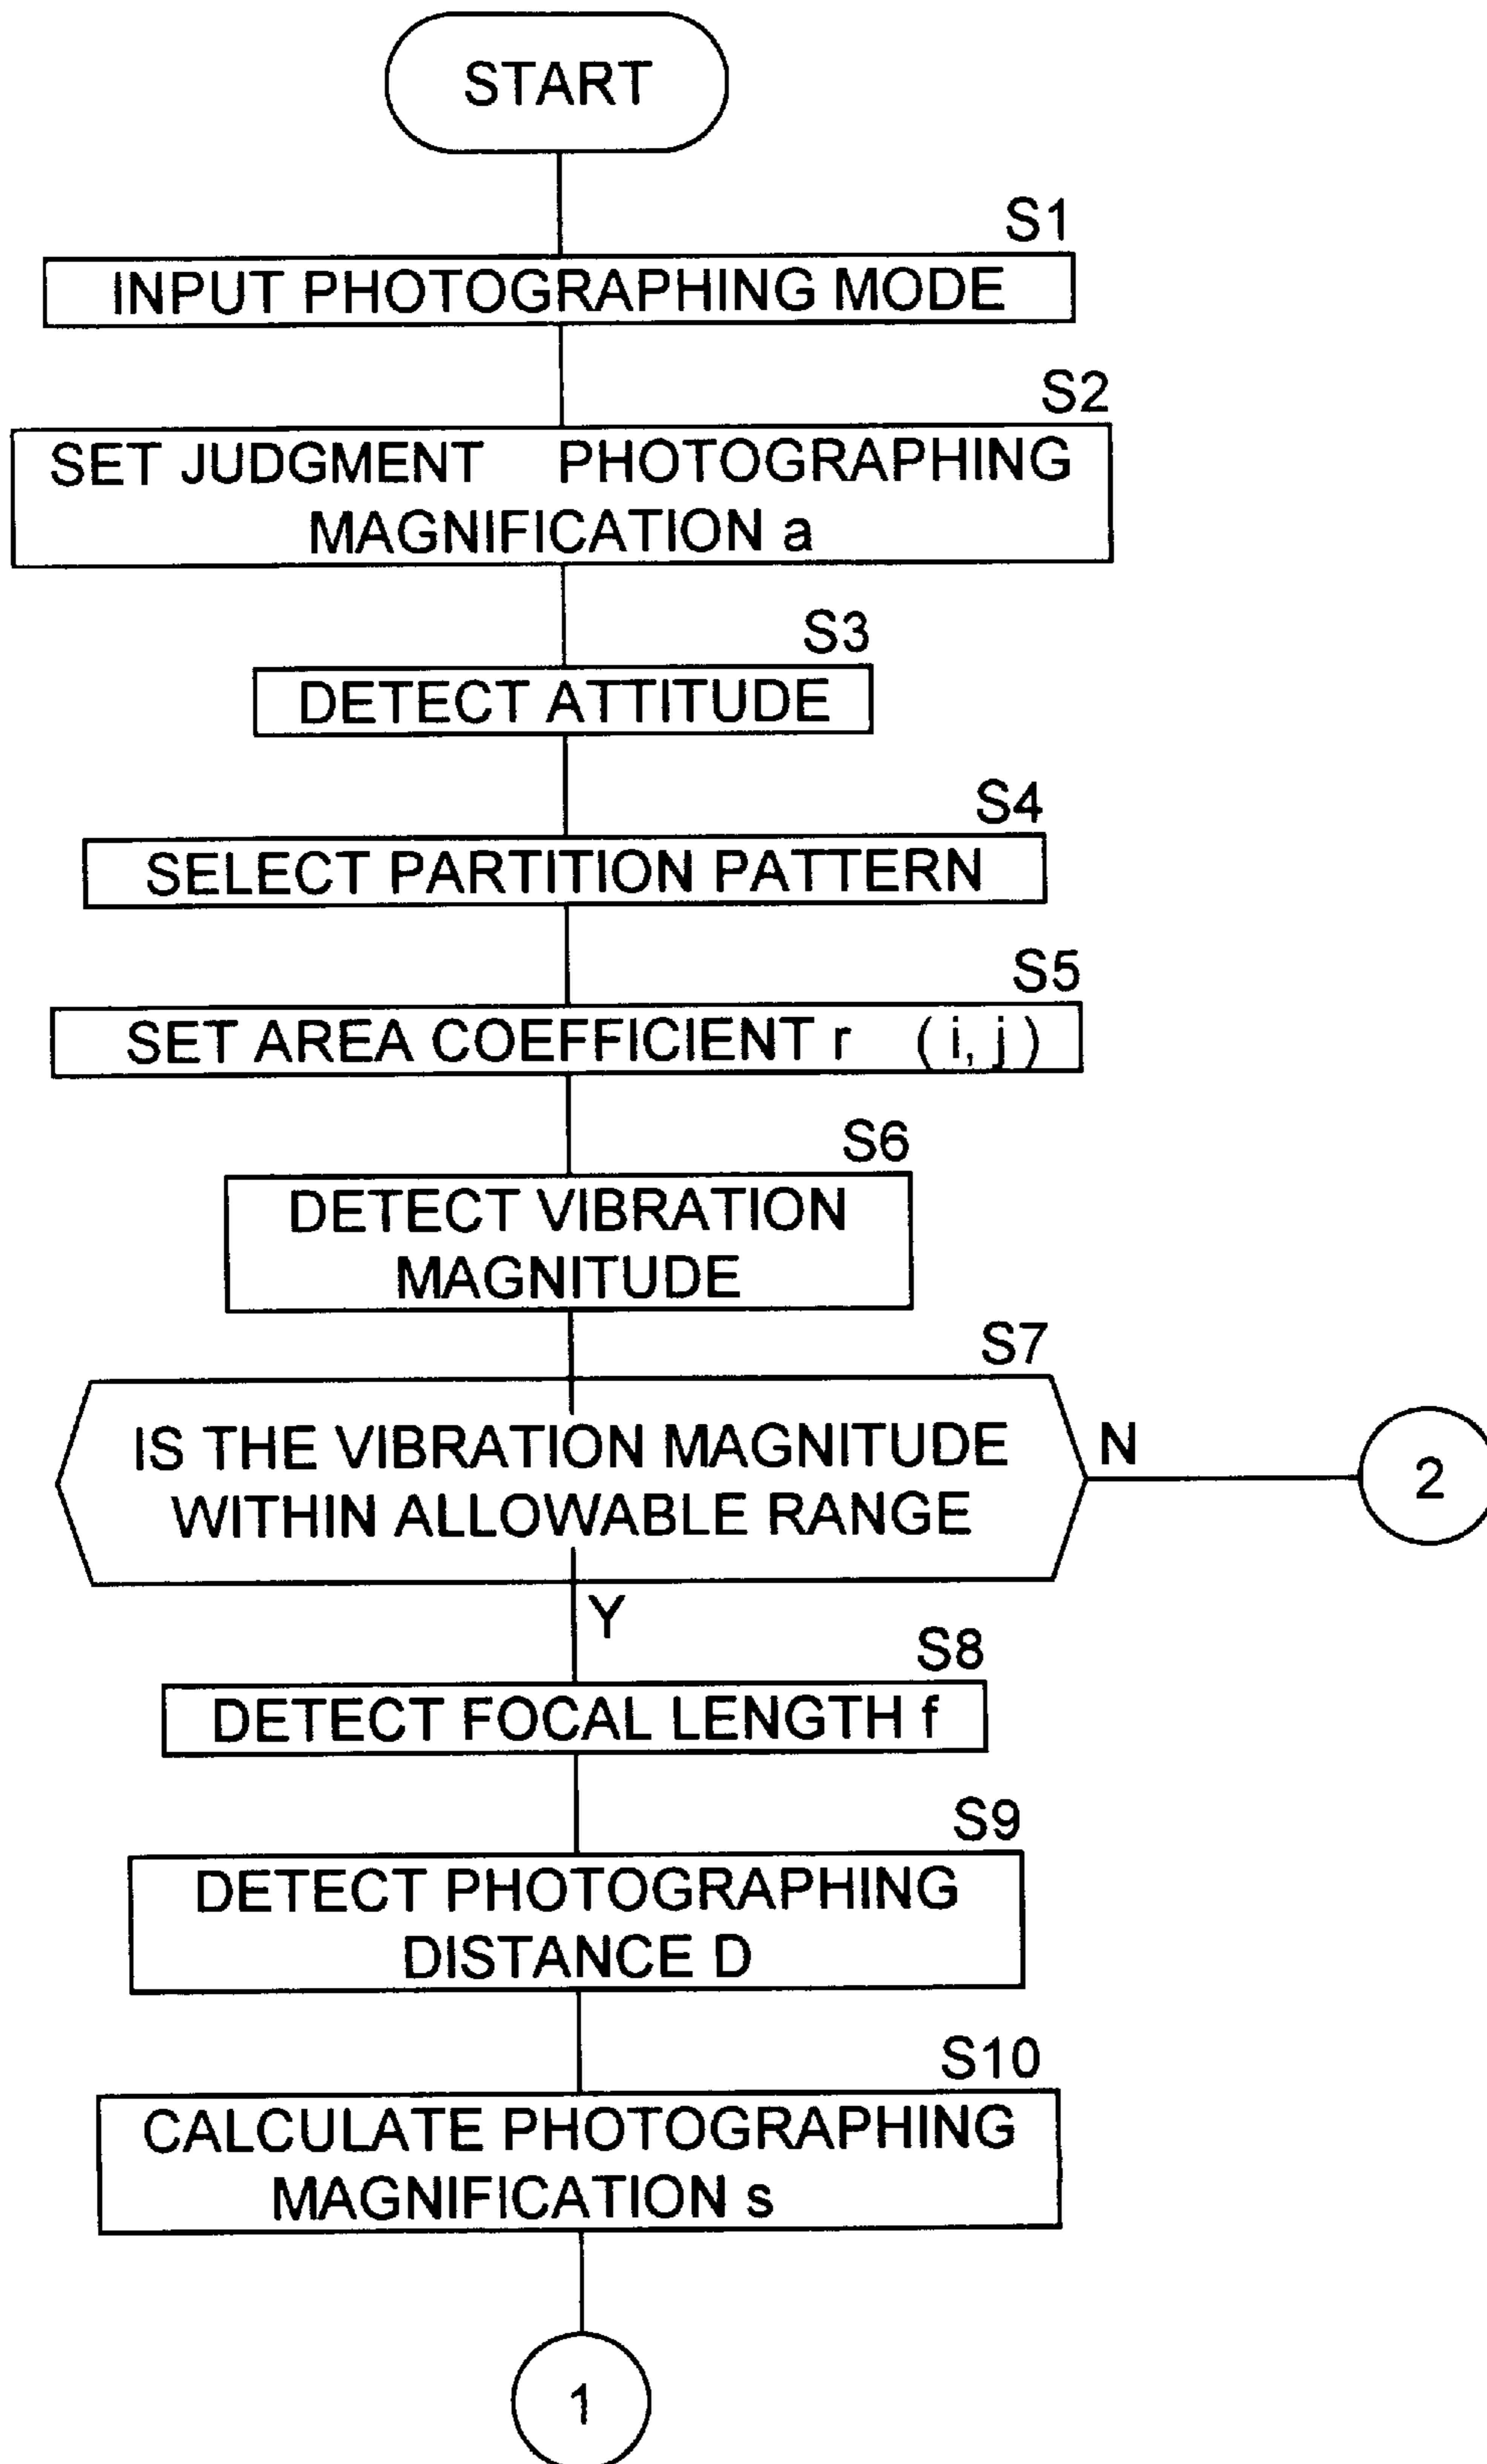 START
S1
INPUT PHOTOGRAPHING MODE
S2
SET JUDGMENT PHOTOGRAPHING
MAGNIFICATION a
S3
DETECT ATTITUDE
S4
SELECT PARTITION PATTERN
S5
SET AREA COEFFICIENT r (i, j)
S6
DETECT VIBRATION
MAGNITUDE
S7
IS THE VIBRATION MAGNITUDE
WITHIN ALLOWABLE RANGE
N
2
Y
S8
DETECT FOCAL LENGTH f
S9
DETECT PHOTOGRAPHING
DISTANCE D
S10
CALCULATE PHOTOGRAPHING
MAGNIFICATION s
1